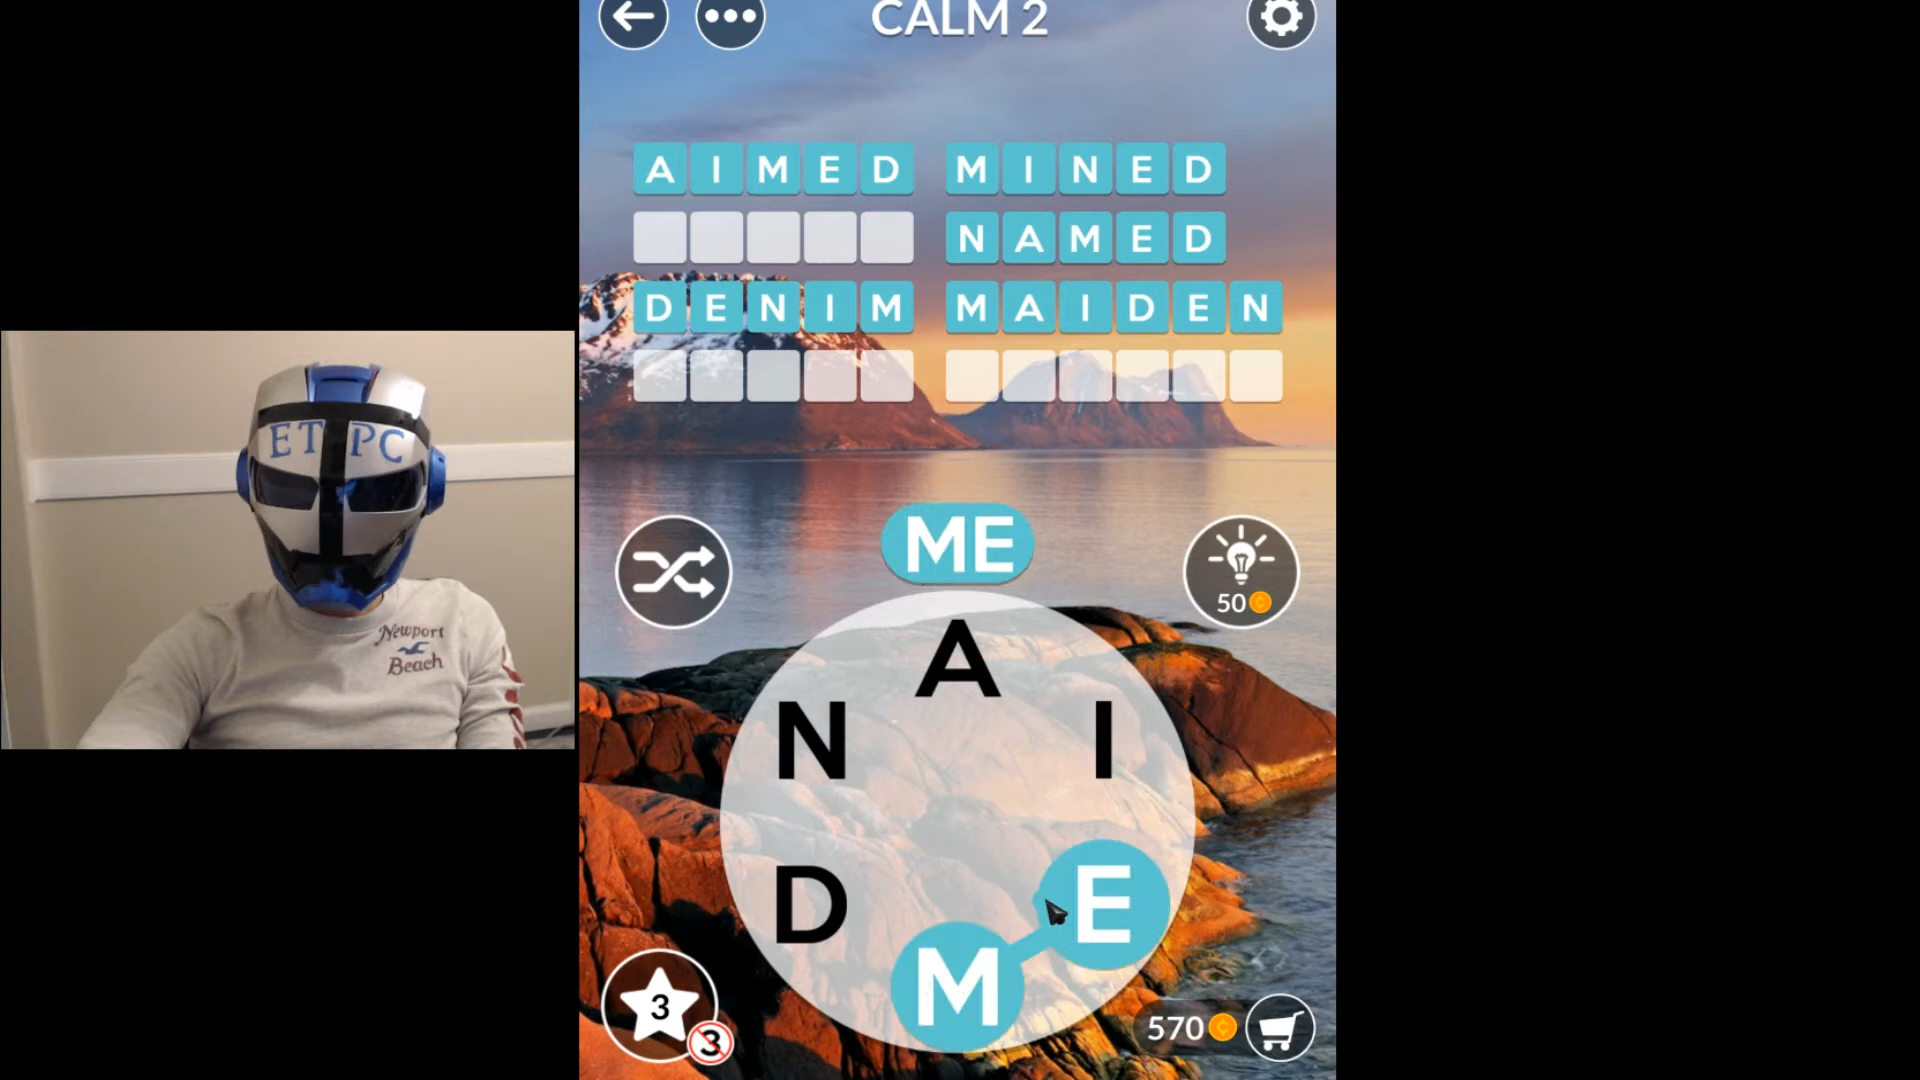 CALM 2
AIMED MINED
NAMED
DENIM MAIDEN
ET PC
Newport
Beach
ME
50
A
N I
D E
M
3
3
570